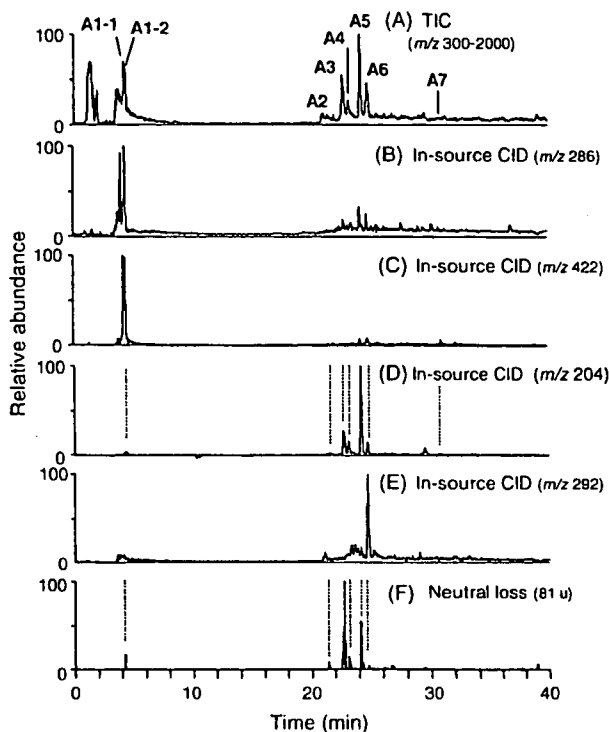 A5
(A) TIC
(m/z 300-2000)
A1-1
A1-2
A4
A3
A6
A7
A2
100
0
(B) In-source CID (m/z 286)
100
0
(C) In-source CID (m/z 422)
100
0
(D) In-source CID (m/z 204)
100
0
(E) In-source CID (m/z 292)
100
0
(F) Neutral loss (81 u)
100
0
0 10 20 30 40
Time (min)
Relative abundance